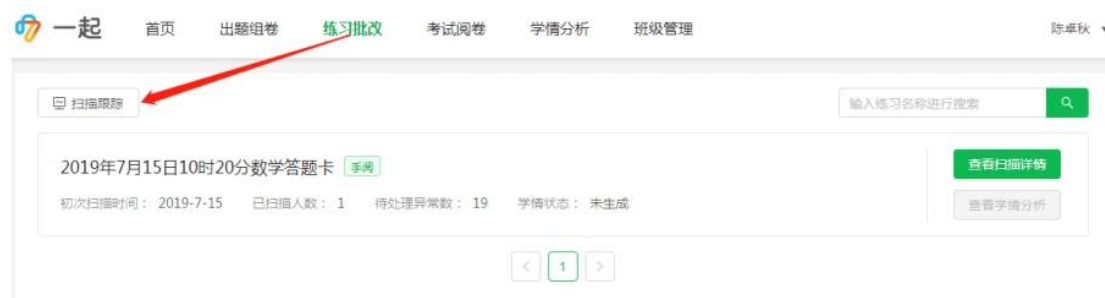 一起 首页 出题组卷 练习批改 考试阅卷 学情分析 班级管理 陈卓秋
扫描跟踪 输入练习名称进行搜索
2019年7月15日10时20分数学答题卡 手阅 查看扫描详情
初次扫描时间： 2019-7-15 已扫描人数： 1 待处理异常数： 19 学情状态： 未生成 查看学情分析
< 1 >